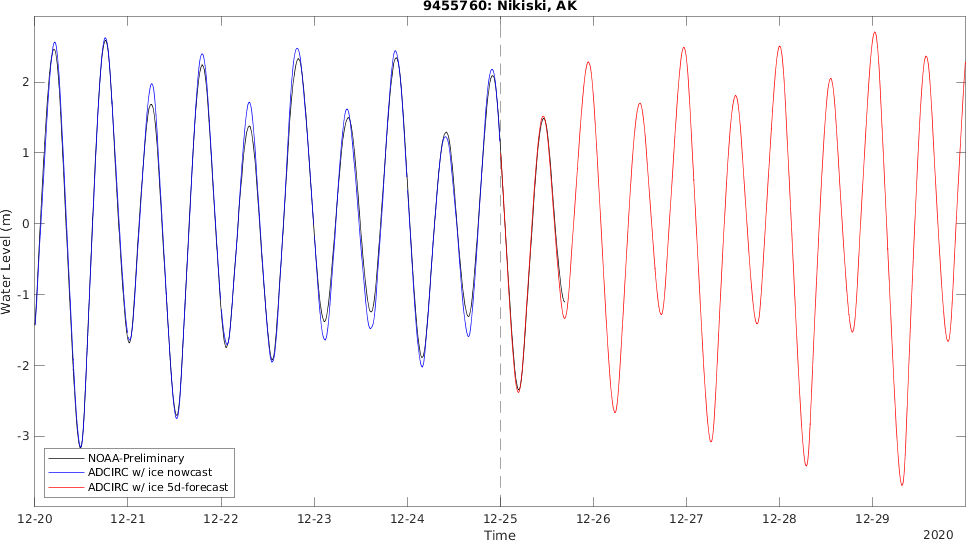 9455760: Nikiski, AK
Water Level (m)
2
1
0
-1
-2
-3
NOAA-Preliminary
ADCIRC w/ ice nowcast
ADCIRC w/ ice 5d-forecast
12-20 12-21 12-22 12-23 12-24 12-25 12-26 12-27 12-28 12-29
Time
2020